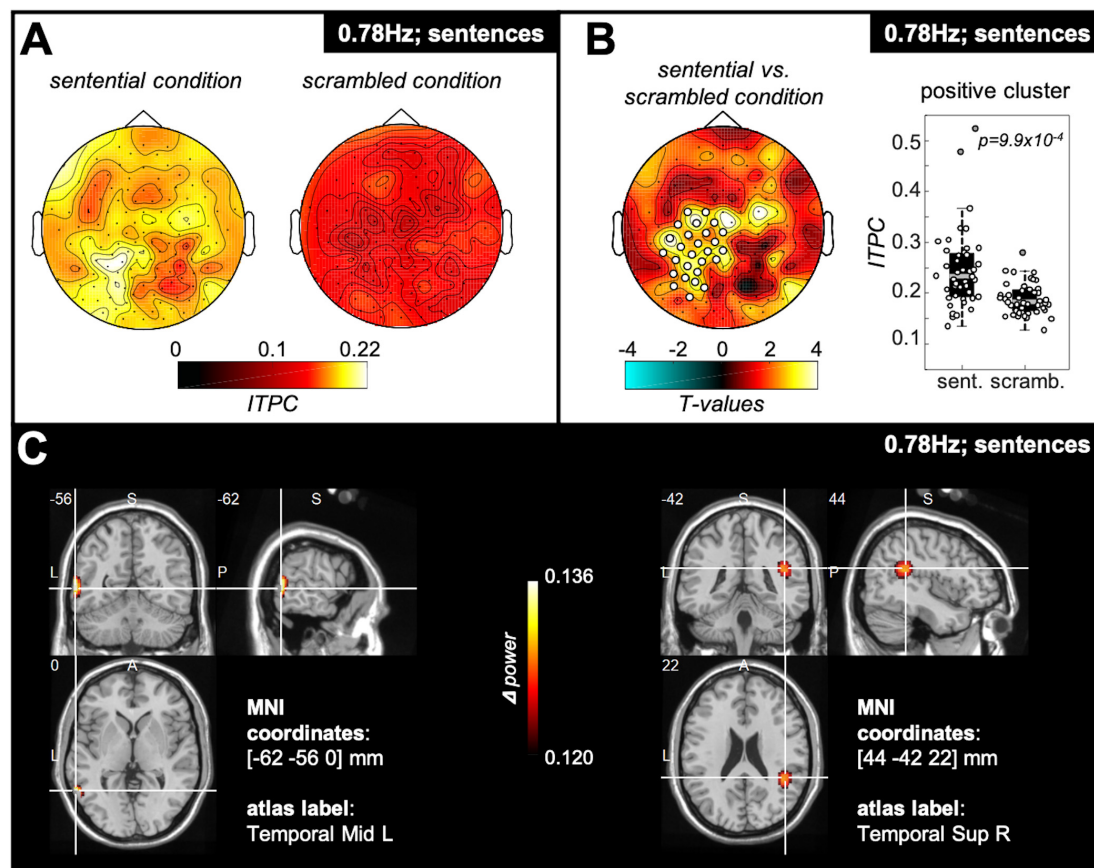 A
0.78Hz; sentences
sentential condition
scrambled condition
0
0.1
0.22
ITPC
B
0.78Hz; sentences
sentential vs.
scrambled condition
-4
-2
0
2
4
T-values
positive cluster
p=9.9x10⁻⁴
0.5
0.4
0.3
0.2
0.1
ITPC
sent.
scramb.
C
0.78Hz; sentences
-56
S
L
-62
S
P
0
A
L
MNI
coordinates:
[-62 -56 0] mm
atlas label:
Temporal Mid L
0.136
Δ power
0.120
-42
S
L
44
S
P
22
A
L
MNI
coordinates:
[44 -42 22] mm
atlas label:
Temporal Sup R